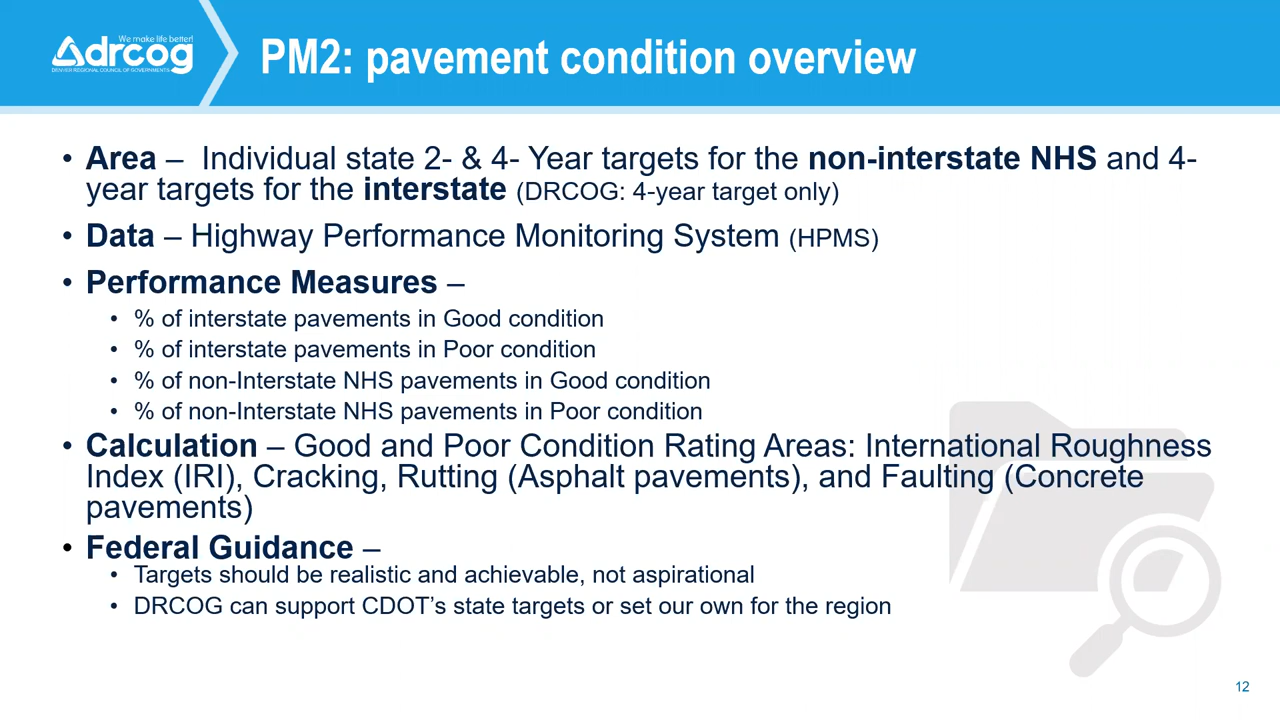 We make life better!
drcog
DENVER REGIONAL COUNCIL OF GOVERNMENTS
PM2: pavement condition overview
• Area – Individual state 2- & 4- Year targets for the non-interstate NHS and 4-
year targets for the interstate (DRCOG: 4-year target only)
• Data – Highway Performance Monitoring System (HPMS)
• Performance Measures –
• % of interstate pavements in Good condition
• % of interstate pavements in Poor condition
• % of non-Interstate NHS pavements in Good condition
• % of non-Interstate NHS pavements in Poor condition
• Calculation – Good and Poor Condition Rating Areas: International Roughness
Index (IRI), Cracking, Rutting (Asphalt pavements), and Faulting (Concrete
pavements)
• Federal Guidance –
• Targets should be realistic and achievable, not aspirational
• DRCOG can support CDOT’s state targets or set our own for the region
12